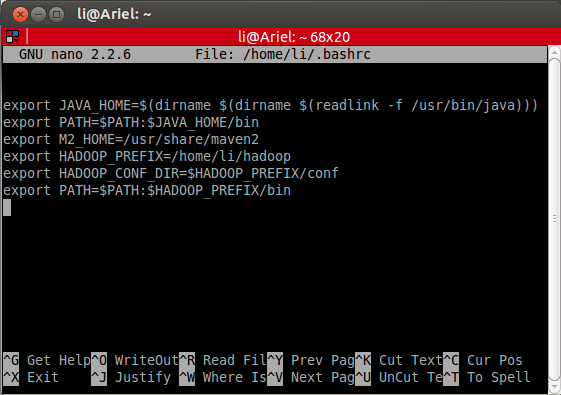 li@Ariel: ~
li@Ariel: ~ 68x20
GNU nano 2.2.6 File: /home/li/.bashrc
export JAVA_HOME=$(dirname $(dirname $(readlink -f /usr/bin/java)))
export PATH=$PATH:$JAVA_HOME/bin
export M2_HOME=/usr/share/maven2
export HADOOP_PREFIX=/home/li/hadoop
export HADOOP_CONF_DIR=$HADOOP_PREFIX/conf
export PATH=$PATH:$HADOOP_PREFIX/bin
^G Get Help^O WriteOut^R Read Fil^Y Prev Pag^K Cut Text^C Cur Pos
^X Exit ^J Justify ^W Where Is^V Next Pag^U UnCut Te^T To Spell